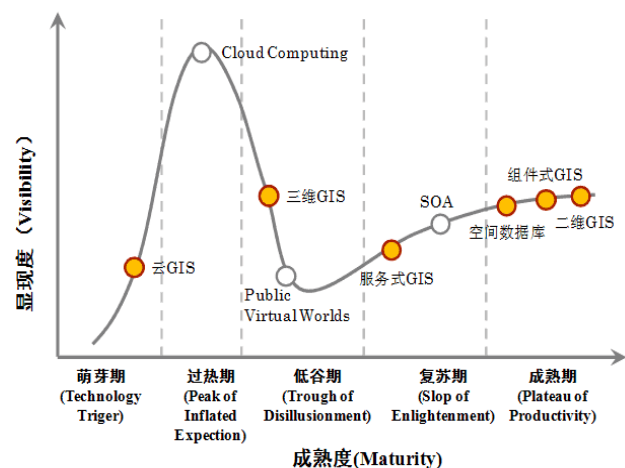 Cloud Computing
组件式GIS
三维GIS
SOA
空间数据库
二维GIS
云GIS
服务式GIS
Public
Virtual Worlds
显现度（Visibility）
萌芽期
(Technology
Triger)
过热期
(Peak of
Inflated
Expection)
低谷期
(Trough of
Disillusionment)
复苏期
(Slop of
Enlightenment)
成熟期
(Plateau of
Productivity)
成熟度(Maturity)